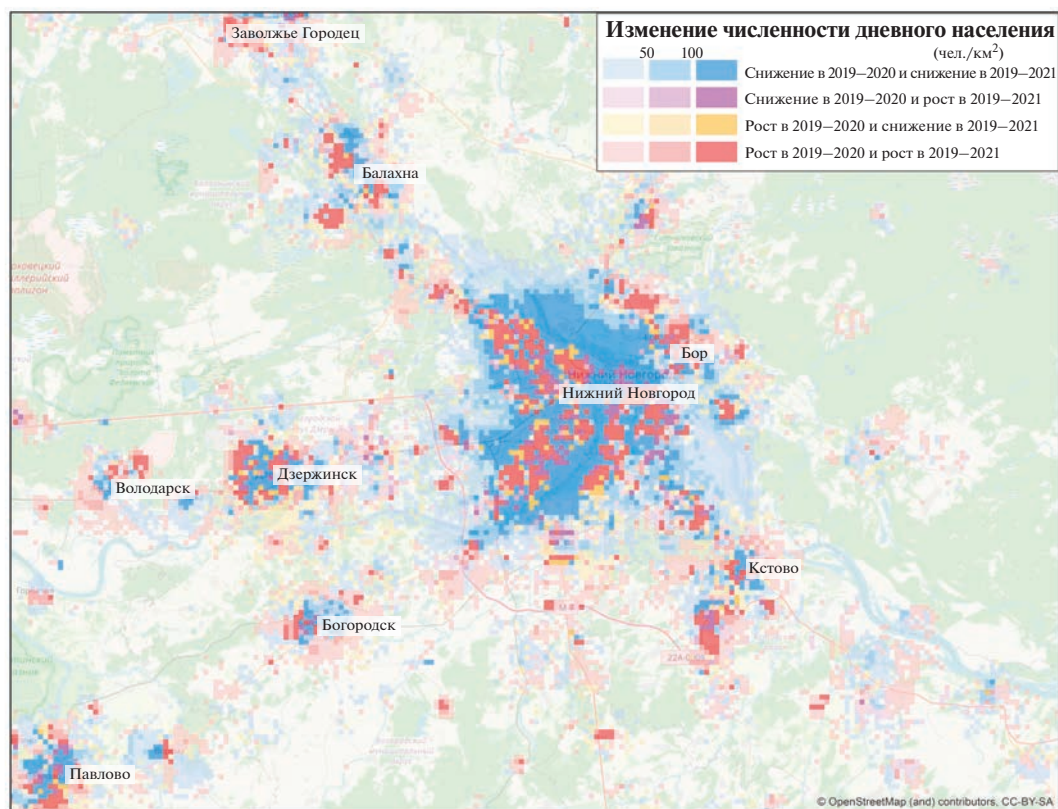 Заволжье Городец
Изменение численности дневного населения
50 100 (чел./км²)
Снижение в 2019–2020 и снижение в 2019–2021
Снижение в 2019–2020 и рост в 2019–2021
Рост в 2019–2020 и снижение в 2019–2021
Рост в 2019–2020 и рост в 2019–2021
Балахна
Бор
Нижний Новгород
Дзержинск
Володарск
Кстово
Богородск
Павлово
© OpenStreetMap (and) contributors, CC-BY-SA